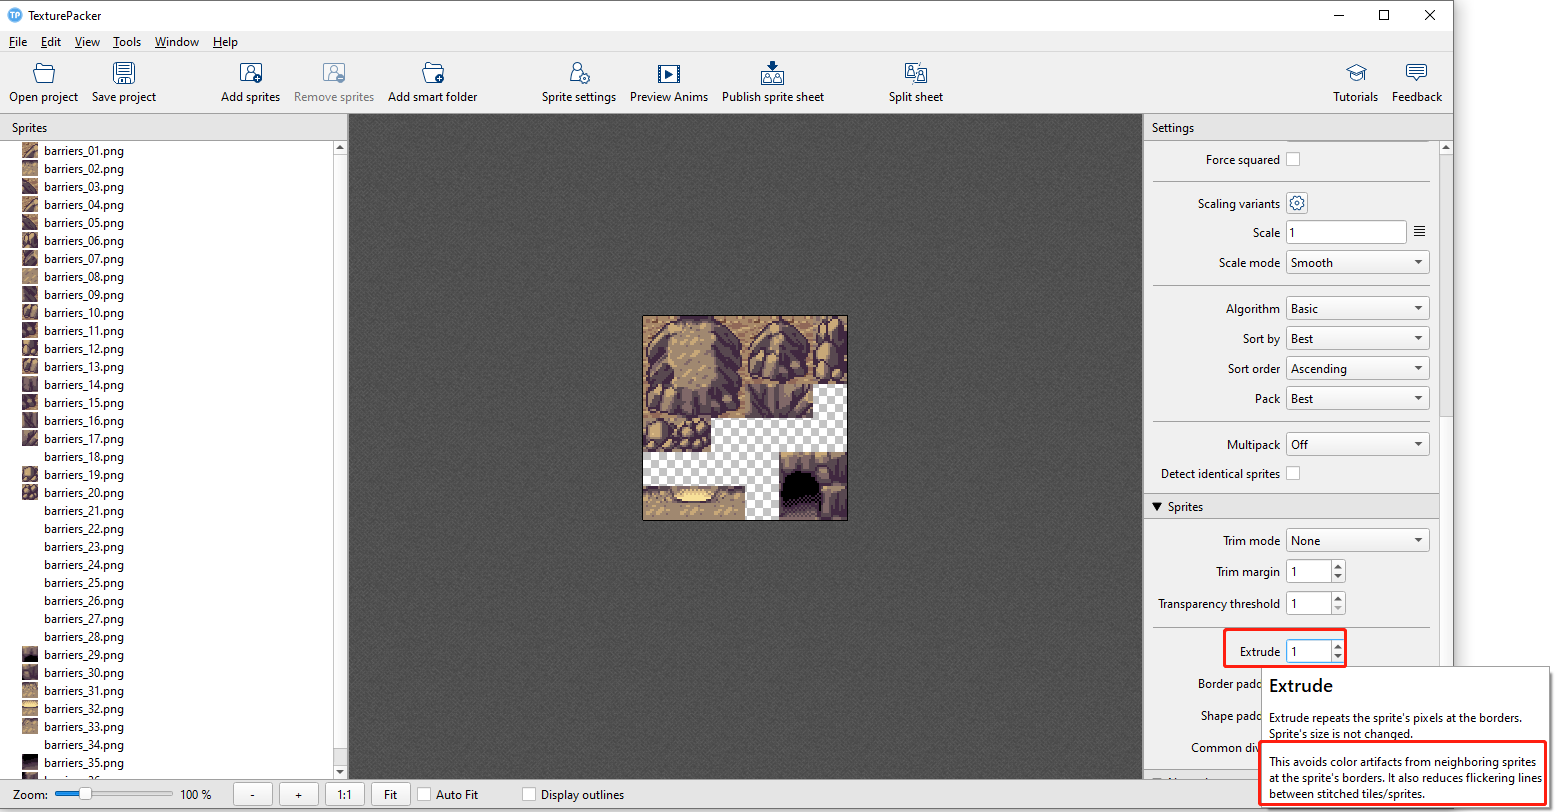 TP TexturePacker
File Edit View Tools Window Help
Open project Save project Add sprites Remove sprites Add smart folder Sprite settings Preview Anims Publish sprite sheet Split sheet Tutorials Feedback
Sprites
barriers_01.png
barriers_02.png
barriers_03.png
barriers_04.png
barriers_05.png
barriers_06.png
barriers_07.png
barriers_08.png
barriers_09.png
barriers_10.png
barriers_11.png
barriers_12.png
barriers_13.png
barriers_14.png
barriers_15.png
barriers_16.png
barriers_17.png
barriers_18.png
barriers_19.png
barriers_20.png
barriers_21.png
barriers_22.png
barriers_23.png
barriers_24.png
barriers_25.png
barriers_26.png
barriers_27.png
barriers_28.png
barriers_29.png
barriers_30.png
barriers_31.png
barriers_32.png
barriers_33.png
barriers_34.png
barriers_35.png
Settings
Force squared
Scaling variants
Scale 1
Scale mode Smooth
Algorithm Basic
Sort by Best
Sort order Ascending
Pack Best
Multipack Off
Detect identical sprites
Sprites
Trim mode None
Trim margin 1
Transparency threshold 1
Extrude 1
Border padd
Shape padd
Common div
Extrude
Extrude repeats the sprite's pixels at the borders.
Sprite's size is not changed.
This avoids color artifacts from neighboring sprites
at the sprite's borders. It also reduces flickering lines
between stitched tiles/sprites.
Zoom: 100 % - + 1:1 Fit Auto Fit Display outlines